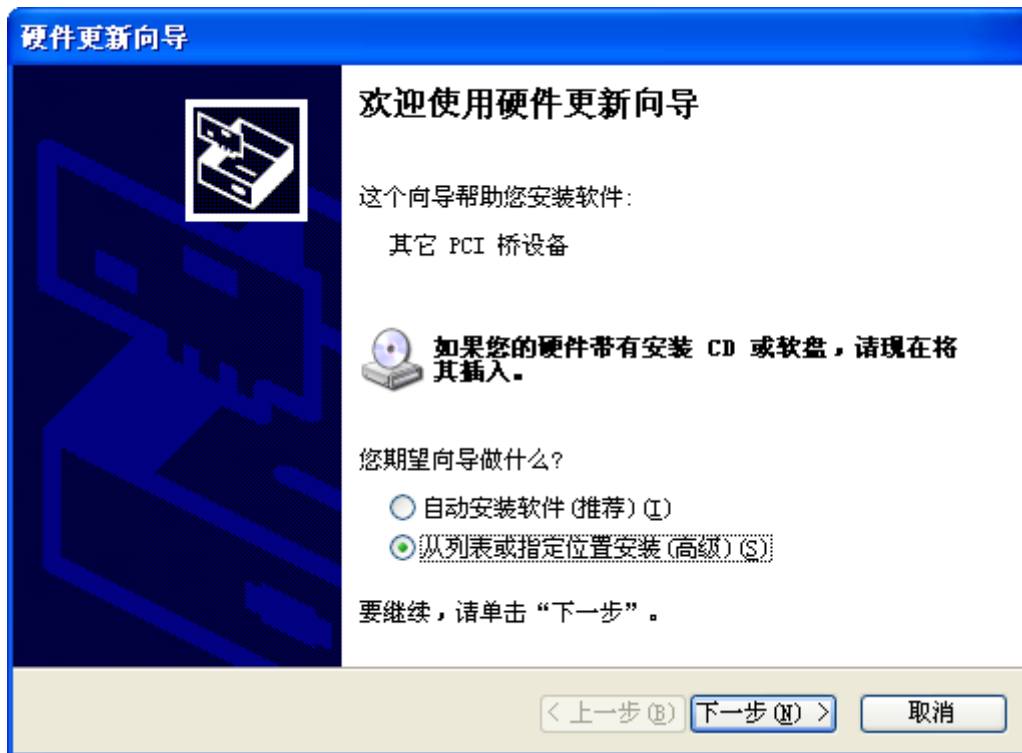 硬件更新向导
欢迎使用硬件更新向导
这个向导帮助您安装软件:
其它 PCI 桥设备
如果您的硬件带有安装 CD 或软盘，请现在将
其插入。
您期望向导做什么?
自动安装软件(推荐)(I)
从列表或指定位置安装(高级)(S)
要继续，请单击“下一步”。
< 上一步(B) 下一步(N) > 取消